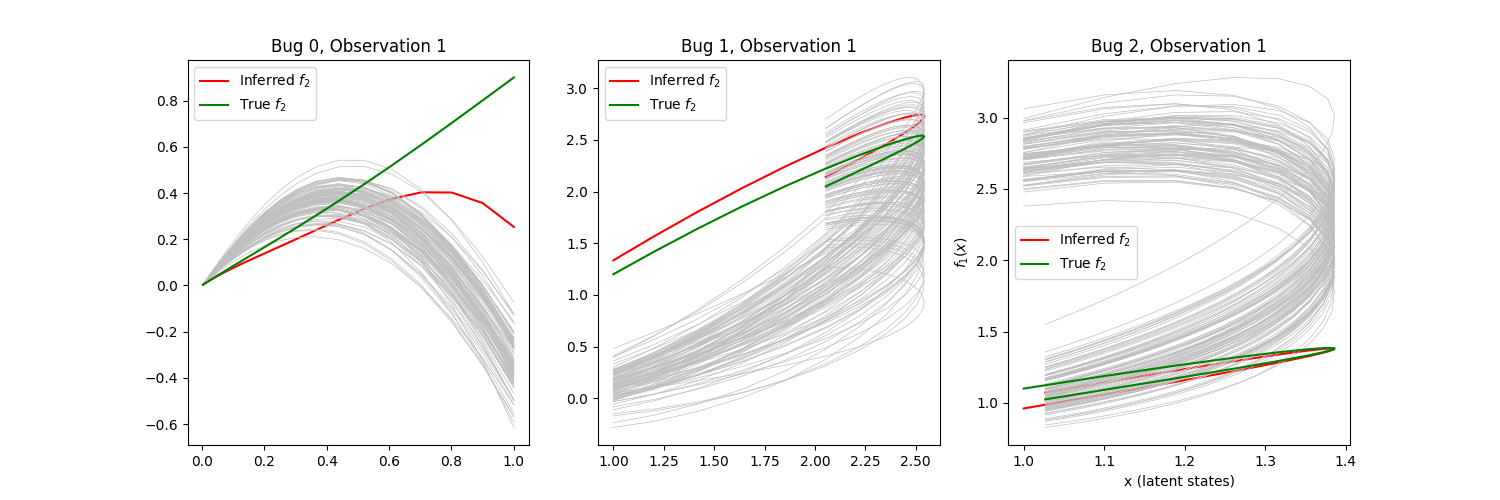 Bug 0, Observation 1
Inferred f₂
True f₂
0.8
0.6
0.4
0.2
0.0
−0.2
−0.4
−0.6
0.0 0.2 0.4 0.6 0.8 1.0
Bug 1, Observation 1
Inferred f₂
True f₂
3.0
2.5
2.0
1.5
1.0
0.5
0.0
1.00 1.25 1.50 1.75 2.00 2.25 2.50
Bug 2, Observation 1
Inferred f₂
True f₂
f₁(x)
3.0
2.5
2.0
1.5
1.0
1.0 1.1 1.2 1.3 1.4
x (latent states)